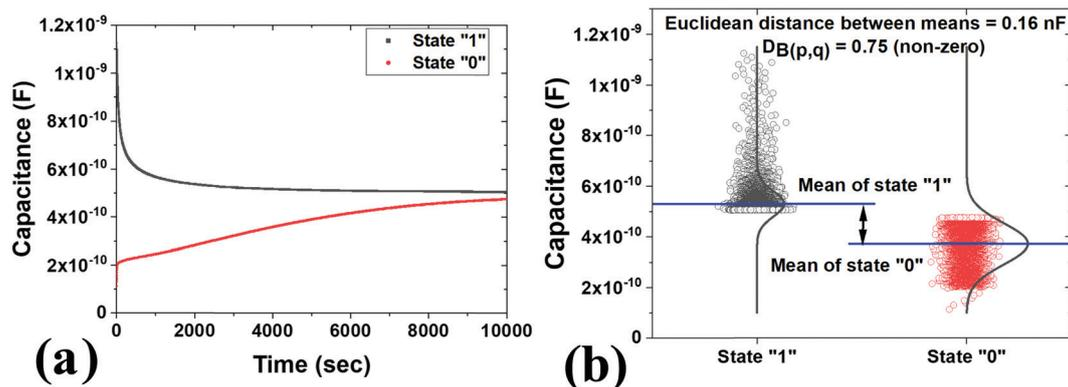 1.2x10⁻⁹
1x10⁻⁹
8x10⁻¹⁰
6x10⁻¹⁰
4x10⁻¹⁰
2x10⁻¹⁰
0
Capacitance (F)
State "1"
State "0"
0 2000 4000 6000 8000 10000
Time (sec)
(a)
Euclidean distance between means = 0.16 nF
D_B(p,q) = 0.75 (non-zero)
1.2x10⁻⁹
1x10⁻⁹
8x10⁻¹⁰
6x10⁻¹⁰
4x10⁻¹⁰
2x10⁻¹⁰
0
Capacitance (F)
Mean of state "1"
Mean of state "0"
State "1" State "0"
(b)